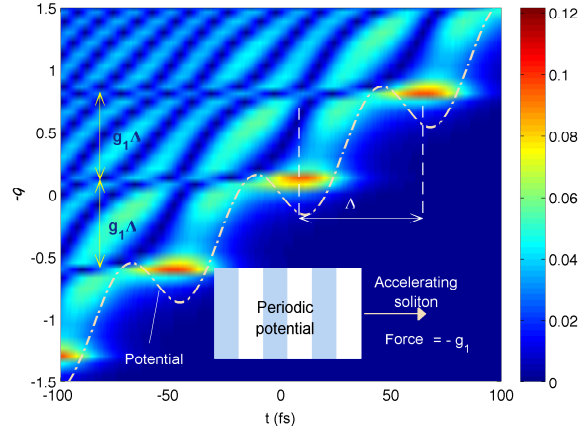 1.5
1
0.5
0
-0.5
-1
-1.5
-q
-100
-50
0
50
100
t (fs)
0.12
0.1
0.08
0.06
0.04
0.02
0
g₁Λ
g₁Λ
Λ
Potential
Periodic
potential
Accelerating
soliton
Force = - g₁